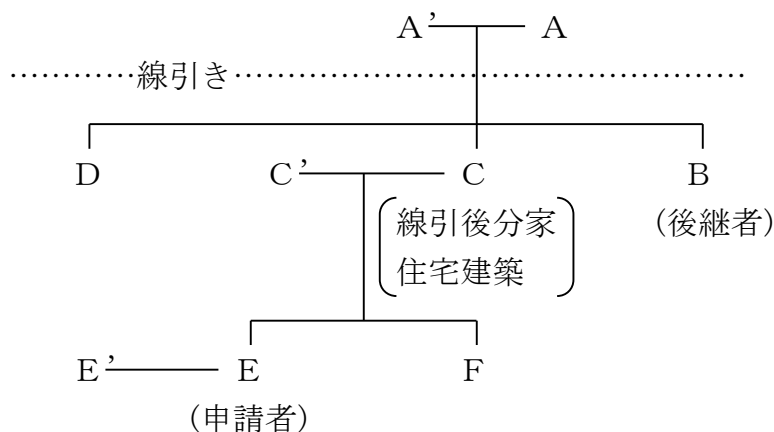 A’ A
…………線引き……………………………………………
D C’ C B
線引後分家 (後継者)
住宅建築
E’ E F
(申請者)